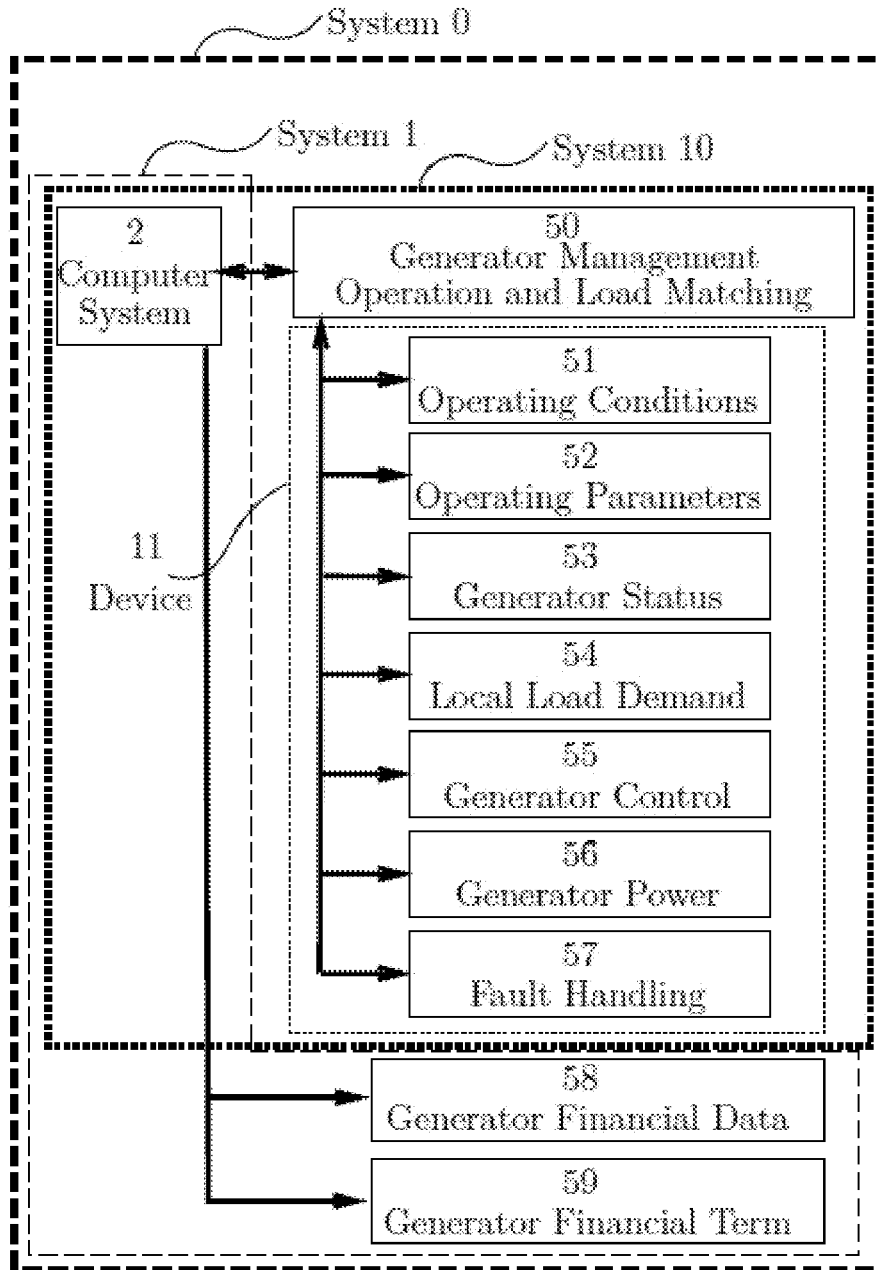 System 0
System 1
System 10
2
Computer
System
50
Generator Management
Operation and Load Matching
51
Operating Conditions
52
Operating Parameters
11
Device
53
Generator Status
54
Local Load Demand
55
Generator Control
56
Generator Power
57
Fault Handling
58
Generator Financial Data
59
Generator Financial Term